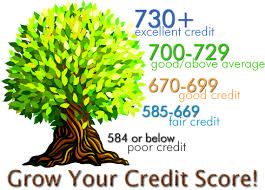 730+
excellent credit
700-729
good/above average
670-699
good credit
585-669
fair credit
584 or below
poor credit
Grow Your Credit Score!